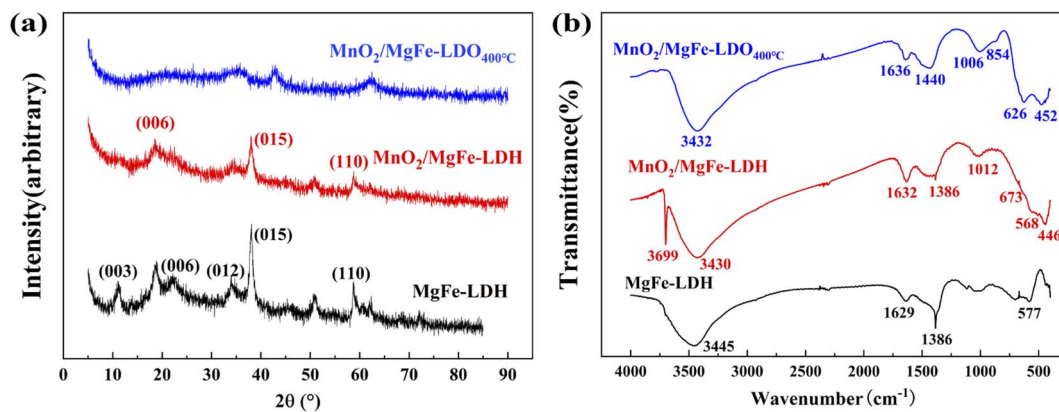 (a)
MnO₂/MgFe-LDO₄₀₀℃
(006)
(015)
(110)
MnO₂/MgFe-LDH
(003)
(006)
(012)
(015)
(110)
MgFe-LDH
Intensity(arbitrary)
0 10 20 30 40 50 60 70 80 90
2θ (°)
(b)
MnO₂/MgFe-LDO₄₀₀℃
3432
1636
1440
1006
854
626
452
MnO₂/MgFe-LDH
3699
3430
1632
1386
1012
673
568
446
MgFe-LDH
3445
1629
1386
577
Transmittance(%)
4000 3500 3000 2500 2000 1500 1000 500
Wavenumber (cm⁻¹)